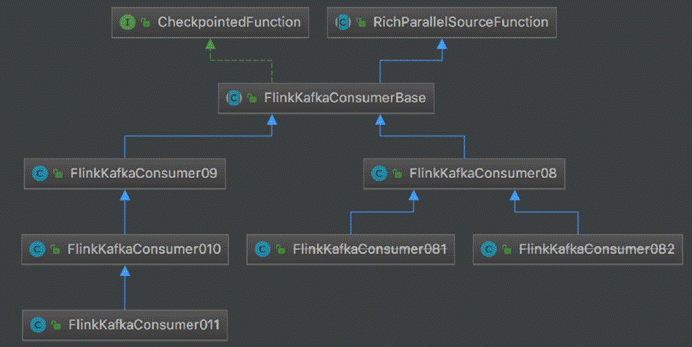 CheckpointedFunction
RichParallelSourceFunction
FlinkKafkaConsumerBase
FlinkKafkaConsumer09
FlinkKafkaConsumer08
FlinkKafkaConsumer010
FlinkKafkaConsumer081
FlinkKafkaConsumer082
FlinkKafkaConsumer011